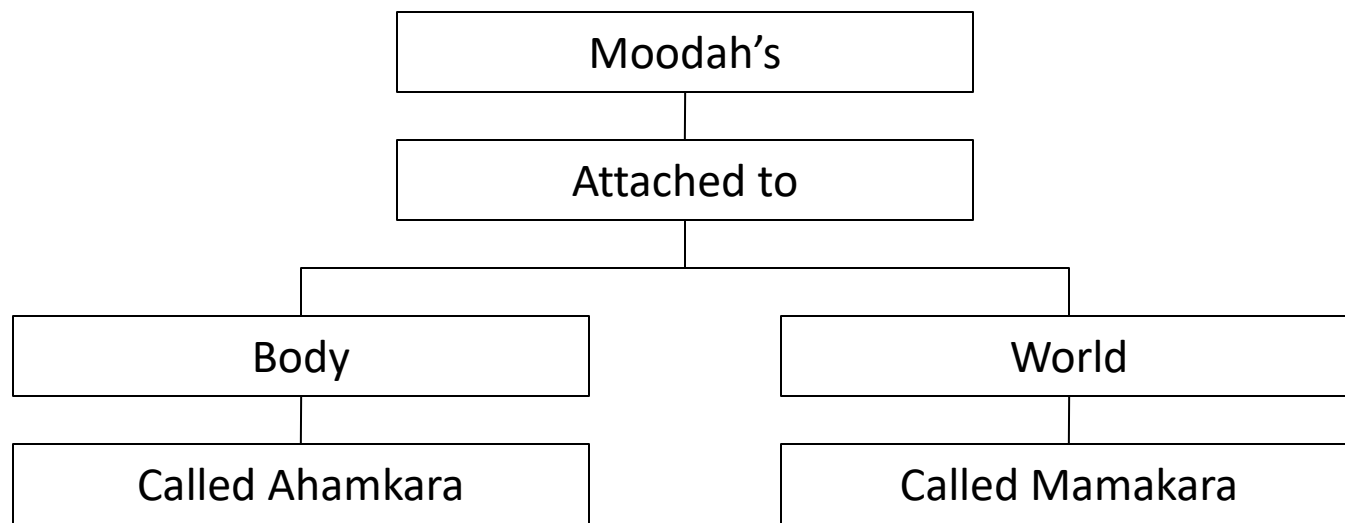 Moodah’s
Attached to
Body
World
Called Ahamkara
Called Mamakara